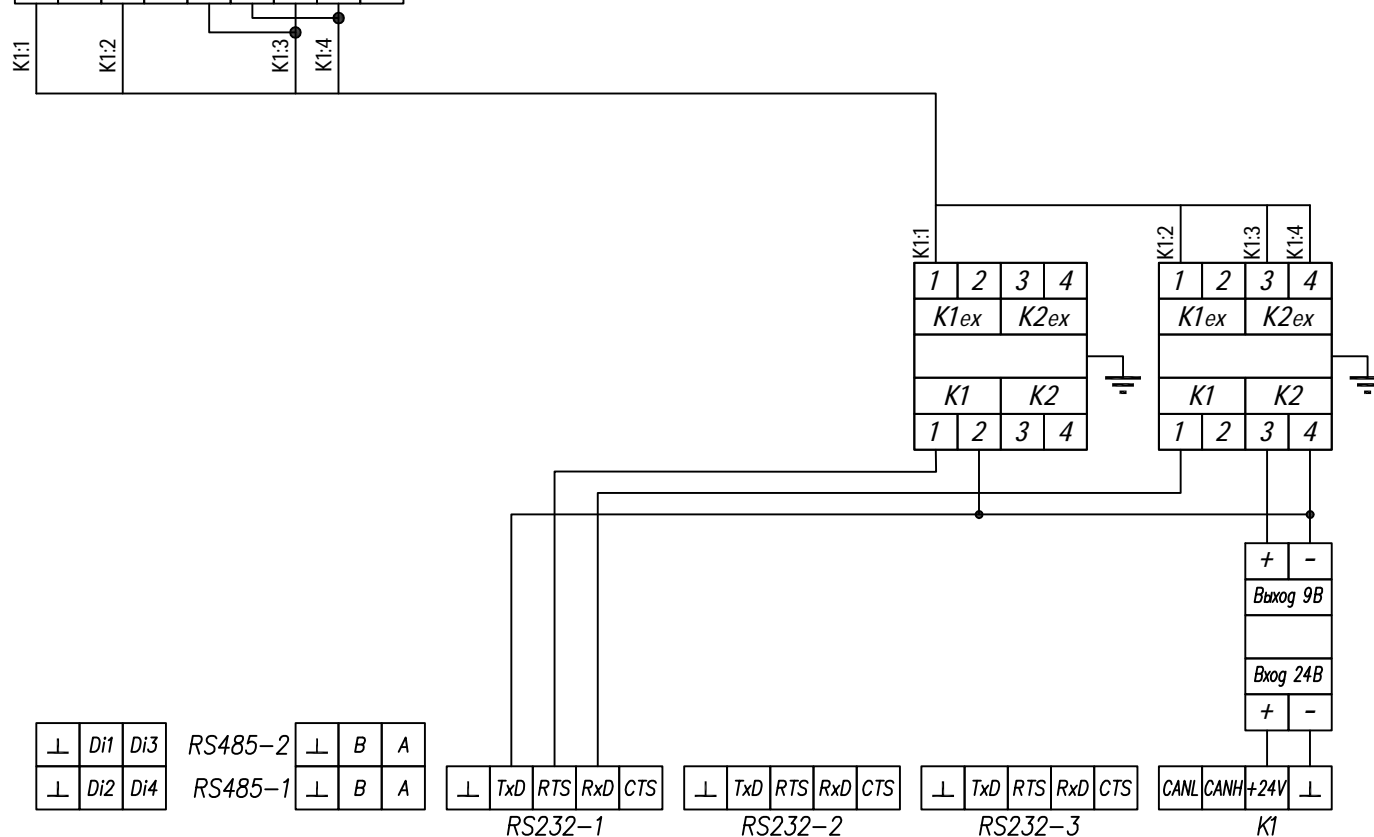 K1:1 K1:2 K1:3 K1:4
K1:1 K1:2 K1:3 K1:4
1 2 3 4 1 2 3 4
K1ex K2ex K1ex K2ex
K1 K2 K1 K2
1 2 3 4 1 2 3 4
+ -
Выход 9В
Вход 24В
+ -
⊥ Di1 Di3 RS485-2 ⊥ B A
⊥ Di2 Di4 RS485-1 ⊥ B A ⊥ TxD RTS RxD CTS ⊥ TxD RTS RxD CTS ⊥ TxD RTS RxD CTS CANL CANH +24V ⊥
RS232-1 RS232-2 RS232-3 K1